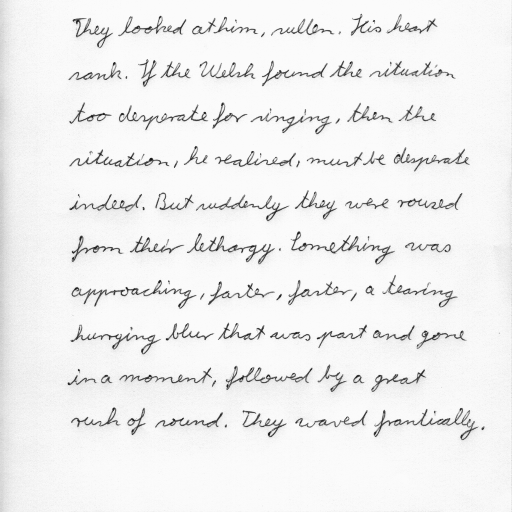 They looked at him, sullen. His heart
sank. If the Welsh found the situation
too desperate for singing, then the
situation, he realised, must be desperate
indeed. But suddenly they were roused
from their lethargy. Something was
approaching, faster, faster, a tearing
hurrying blur that was past and gone
in a moment, followed by a great
rush of sound. They waved frantically.